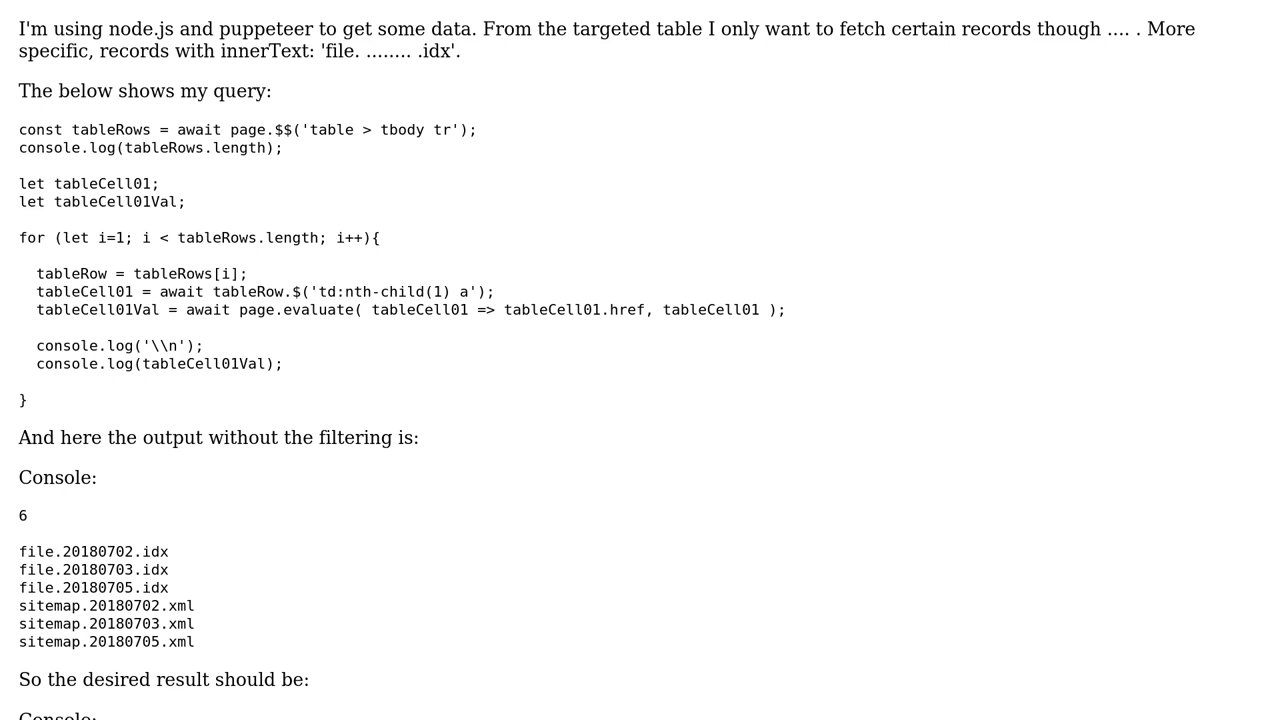 I'm using node.js and puppeteer to get some data. From the targeted table I only want to fetch certain records though .... . More
specific, records with innerText: 'file. ........ .idx'.
The below shows my query:
const tableRows = await page.$$('table > tbody tr');
console.log(tableRows.length);
let tableCell01;
let tableCell01Val;
for (let i=1; i < tableRows.length; i++){
  tableRow = tableRows[i];
  tableCell01 = await tableRow.$('td:nth-child(1) a');
  tableCell01Val = await page.evaluate( tableCell01 => tableCell01.href, tableCell01 );
  console.log('\\n');
  console.log(tableCell01Val);
}
And here the output without the filtering is:
Console:
6
file.20180702.idx
file.20180703.idx
file.20180705.idx
sitemap.20180702.xml
sitemap.20180703.xml
sitemap.20180705.xml
So the desired result should be:
Console: